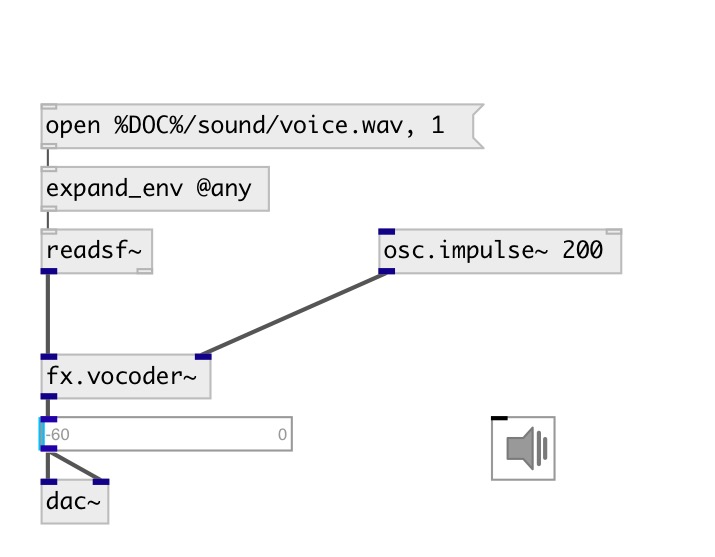 open %DOC%/sound/voice.wav, 1
expand_env @any
readsf~
osc.impulse~ 200
fx.vocoder~
-60 0
dac~